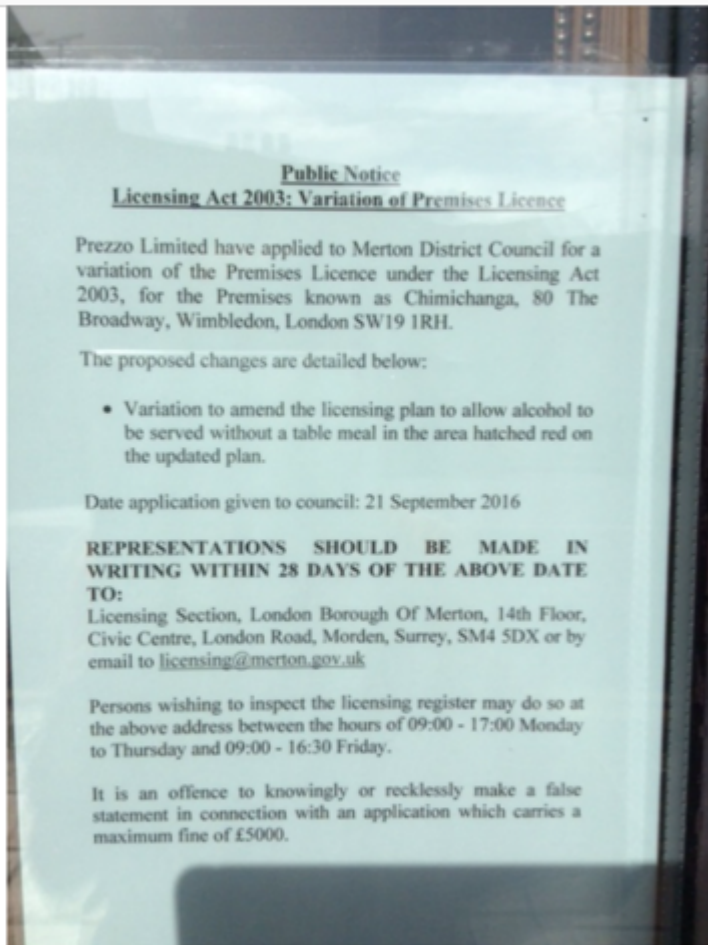 Public Notice
Licensing Act 2003: Variation of Premises Licence
Prezzo Limited have applied to Merton District Council for a
variation of the Premises Licence under the Licensing Act
2003, for the Premises known as Chimichanga, 80 The
Broadway, Wimbledon, London SW19 1RH.
The proposed changes are detailed below:
• Variation to amend the licensing plan to allow alcohol to
be served without a table meal in the area hatched red on
the updated plan.
Date application given to council: 21 September 2016
REPRESENTATIONS SHOULD BE MADE IN
WRITING WITHIN 28 DAYS OF THE ABOVE DATE
TO:
Licensing Section, London Borough Of Merton, 14th Floor,
Civic Centre, London Road, Morden, Surrey, SM4 5DX or by
email to licensing@merton.gov.uk
Persons wishing to inspect the licensing register may do so at
the above address between the hours of 09:00 - 17:00 Monday
to Thursday and 09:00 - 16:30 Friday.
It is an offence to knowingly or recklessly make a false
statement in connection with an application which carries a
maximum fine of £5000.